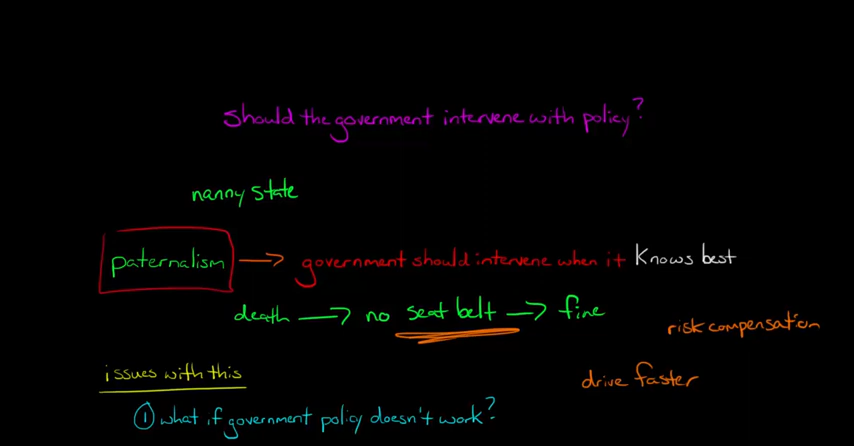 should the government intervene with policy?
nanny state
paternalism → government should intervene when it knows best
death → no seat belt → fine
risk compensation
issues with this
drive faster
① what if government policy doesn't work?